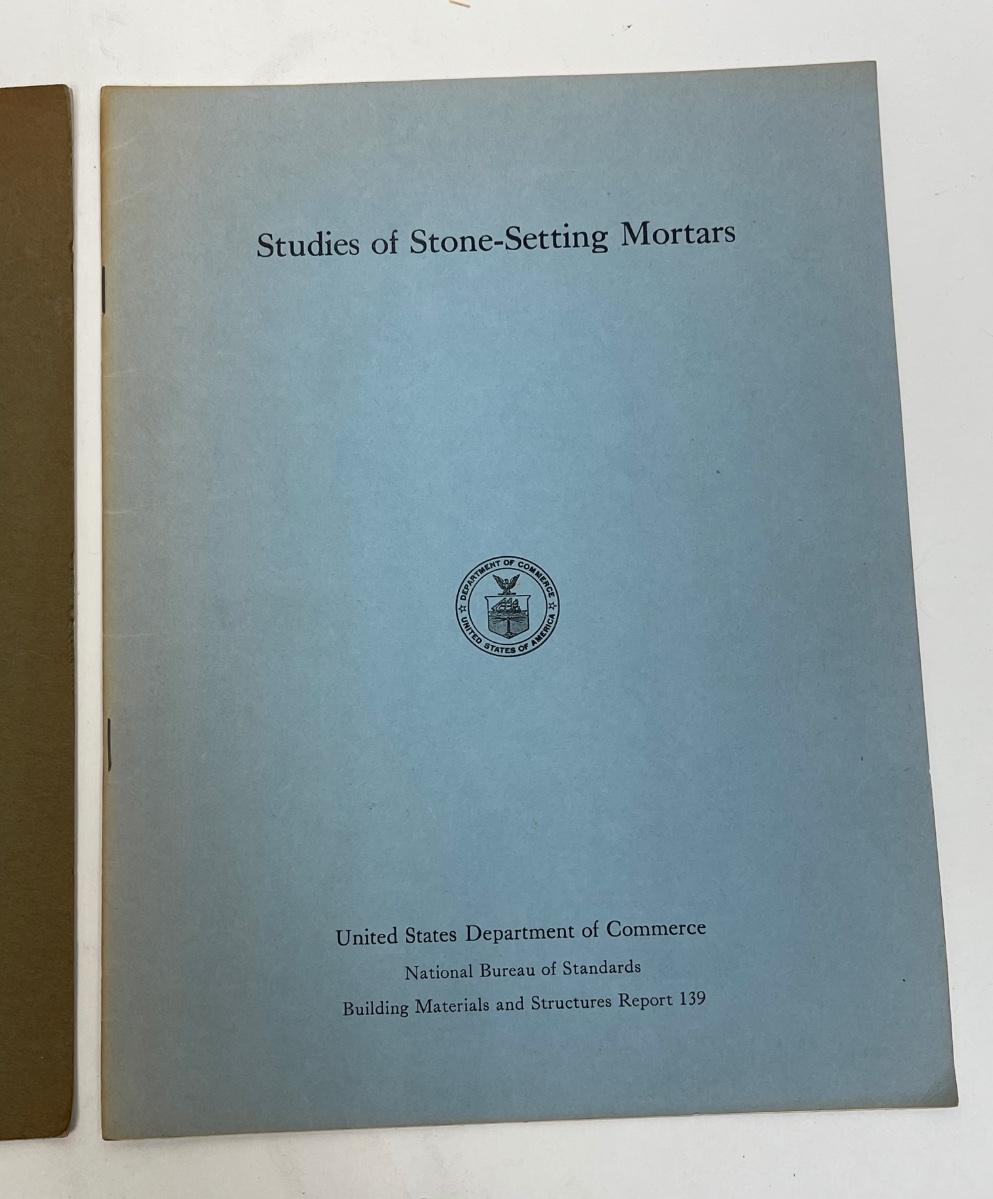 Studies of Stone-Setting Mortars
DEPARTMENT OF COMMERCE
UNITED STATES OF AMERICA
United States Department of Commerce
National Bureau of Standards
Building Materials and Structures Report 139